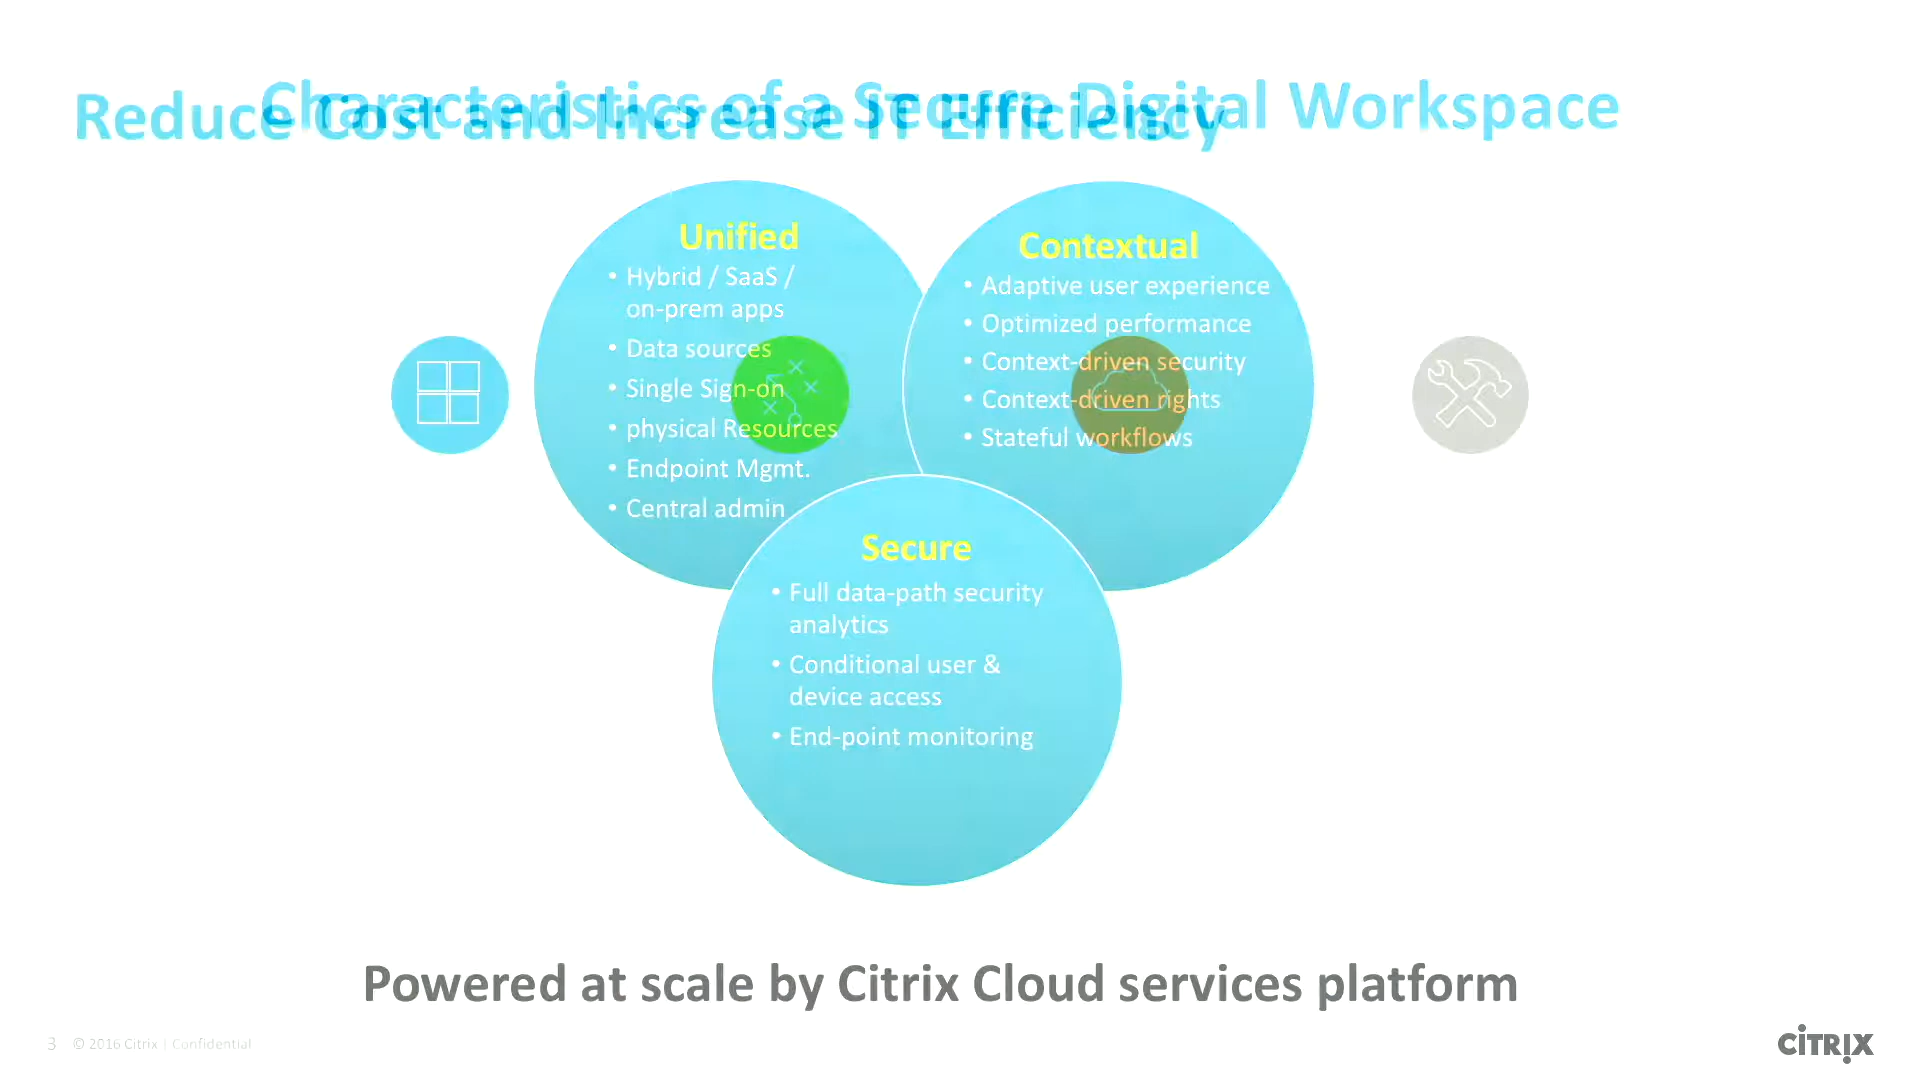 Characteristics of a Secure Digital Workspace
Reduce Cost and Increase IT Efficiency
Unified
• Hybrid / SaaS /
on-prem apps
• Data sources
• Single Sign-on
• physical Resources
• Endpoint Mgmt.
• Central admin
Contextual
• Adaptive user experience
• Optimized performance
• Context-driven security
• Context-driven rights
• Stateful workflows
Secure
• Full data-path security
analytics
• Conditional user &
device access
• End-point monitoring
Powered at scale by Citrix Cloud services platform
3 © 2016 Citrix | Confidential
CITRIX